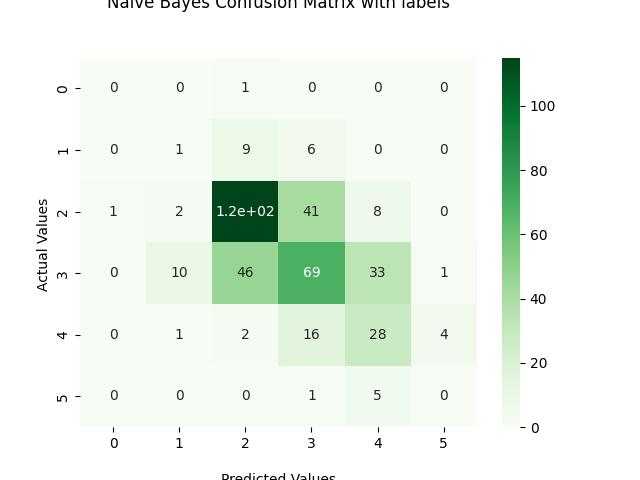 Naive Bayes Confusion Matrix with labels
0 0 0 1 0 0 0
1 0 1 9 6 0 0
2 1 2 1.2e+02 41 8 0
3 0 10 46 69 33 1
4 0 1 2 16 28 4
5 0 0 0 1 5 0
0 1 2 3 4 5
Actual Values
Predicted Values
100
80
60
40
20
0